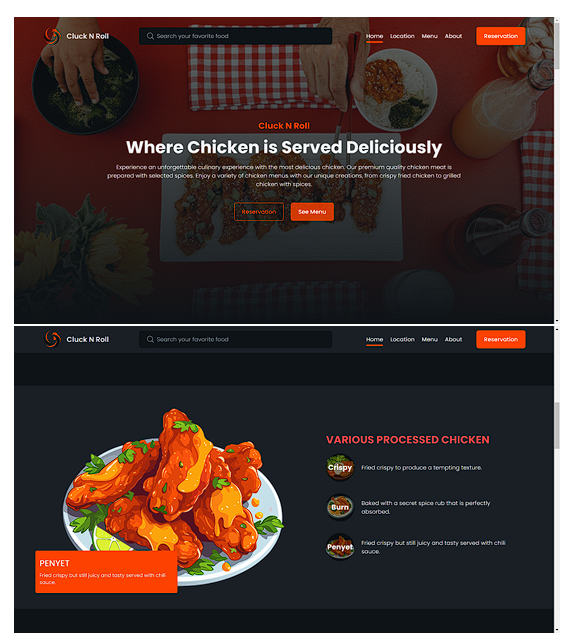 Cluck N Roll
Search your favorite food
Home Location Menu About
Reservation
Cluck N Roll
Where Chicken is Served Deliciously
Experience an unforgettable culinary experience with the most delicious chicken. Our premium quality chicken meat is
prepared with selected spices. Enjoy a variety of chicken menus with our unique creations, from crispy fried chicken to grilled
chicken with spices.
Reservation
See Menu
Cluck N Roll
Search your favorite food
Home Location Menu About
Reservation
VARIOUS PROCESSED CHICKEN
Crispy
Fried crispy to produce a tempting texture.
Burn
Baked with a secret spice rub that is perfectly
absorbed.
Penyet
Fried crispy but still juicy and tasty served with chili
sauce.
PENYET
Fried crispy but still juicy and tasty served with chili
sauce.